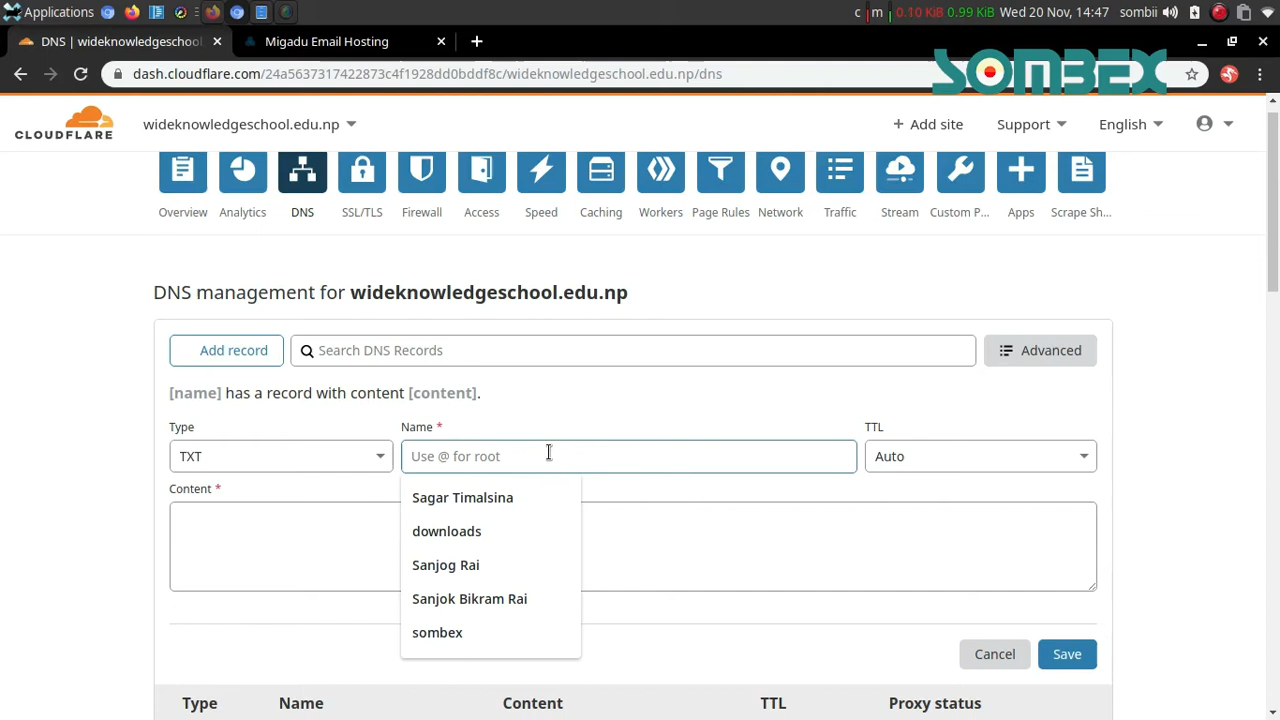 Applications c m 0.10 KiB 0.99 KiB Wed 20 Nov, 14:47 sombii
DNS | wideknowledgeschool Migadu Email Hosting
dash.cloudflare.com/24a5637317422873c4f1928dd0bddf8c/wideknowledgeschool.edu.np/dns
SOMBEX
CLOUDFLARE wideknowledgeschool.edu.np + Add site Support English
Overview Analytics DNS SSL/TLS Firewall Access Speed Caching Workers Page Rules Network Traffic Stream Custom P... Apps Scrape Sh...
DNS management for wideknowledgeschool.edu.np
Add record Search DNS Records Advanced
[name] has a record with content [content].
Type Name * TTL
TXT Use @ for root Auto
Content *
Sagar Timalsina
downloads
Sanjog Rai
Sanjok Bikram Rai
sombex
Cancel Save
Type Name Content TTL Proxy status